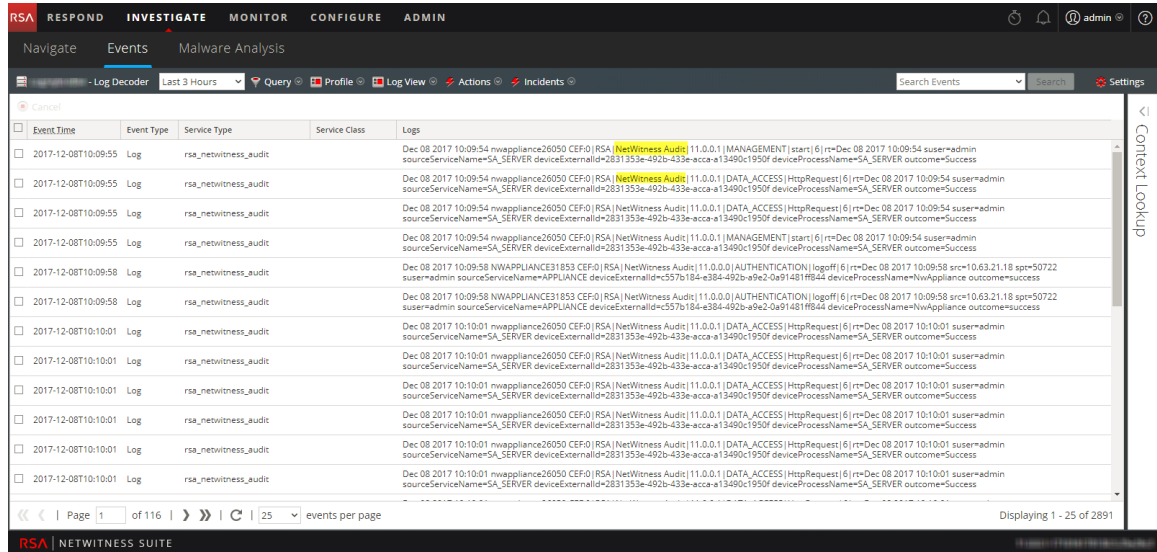 RSA RESPOND INVESTIGATE MONITOR CONFIGURE ADMIN admin
Navigate Events Malware Analysis
- Log Decoder Last 3 Hours Query Profile Log View Actions Incidents Search Events Search Settings
Cancel
Event Time Event Type Service Type Service Class Logs
Context Lookup
2017-12-08T10:09:55 Log rsa_netwitness_audit Dec 08 2017 10:09:54 nwappliance26050 CEF:0|RSA|NetWitness Audit|11.0.0.1|MANAGEMENT|start|6|rt=Dec 08 2017 10:09:54 suser=admin
sourceServiceName=SA_SERVER deviceExternalId=2831353e-492b-433e-acca-a13490c1950f deviceProcessName=SA_SERVER outcome=Success
2017-12-08T10:09:55 Log rsa_netwitness_audit Dec 08 2017 10:09:54 nwappliance26050 CEF:0|RSA|NetWitness Audit|11.0.0.1|DATA_ACCESS|HttpRequest|6|rt=Dec 08 2017 10:09:54 suser=admin
sourceServiceName=SA_SERVER deviceExternalId=2831353e-492b-433e-acca-a13490c1950f deviceProcessName=SA_SERVER outcome=Success
2017-12-08T10:09:55 Log rsa_netwitness_audit Dec 08 2017 10:09:54 nwappliance26050 CEF:0|RSA|NetWitness Audit|11.0.0.1|DATA_ACCESS|HttpRequest|6|rt=Dec 08 2017 10:09:54 suser=admin
sourceServiceName=SA_SERVER deviceExternalId=2831353e-492b-433e-acca-a13490c1950f deviceProcessName=SA_SERVER outcome=Success
2017-12-08T10:09:55 Log rsa_netwitness_audit Dec 08 2017 10:09:54 nwappliance26050 CEF:0|RSA|NetWitness Audit|11.0.0.1|MANAGEMENT|start|6|rt=Dec 08 2017 10:09:54 suser=admin
sourceServiceName=SA_SERVER deviceExternalId=2831353e-492b-433e-acca-a13490c1950f deviceProcessName=SA_SERVER outcome=Success
2017-12-08T10:09:58 Log rsa_netwitness_audit Dec 08 2017 10:09:58 NWAPPLIANCE31853 CEF:0|RSA|NetWitness Audit|11.0.0.0|AUTHENTICATION|logoff|6|rt=Dec 08 2017 10:09:58 src=10.63.21.18 spt=50722
suser=admin sourceServiceName=APPLIANCE deviceExternalId=c557b184-e384-492b-a9e2-0a91481ff844 deviceProcessName=NwAppliance outcome=success
2017-12-08T10:09:58 Log rsa_netwitness_audit Dec 08 2017 10:09:58 NWAPPLIANCE31853 CEF:0|RSA|NetWitness Audit|11.0.0.0|AUTHENTICATION|logoff|6|rt=Dec 08 2017 10:09:58 src=10.63.21.18 spt=50722
suser=admin sourceServiceName=APPLIANCE deviceExternalId=c557b184-e384-492b-a9e2-0a91481ff844 deviceProcessName=NwAppliance outcome=success
2017-12-08T10:10:01 Log rsa_netwitness_audit Dec 08 2017 10:10:01 nwappliance26050 CEF:0|RSA|NetWitness Audit|11.0.0.1|DATA_ACCESS|HttpRequest|6|rt=Dec 08 2017 10:10:01 suser=admin
sourceServiceName=SA_SERVER deviceExternalId=2831353e-492b-433e-acca-a13490c1950f deviceProcessName=SA_SERVER outcome=Success
2017-12-08T10:10:01 Log rsa_netwitness_audit Dec 08 2017 10:10:01 nwappliance26050 CEF:0|RSA|NetWitness Audit|11.0.0.1|DATA_ACCESS|HttpRequest|6|rt=Dec 08 2017 10:10:01 suser=admin
sourceServiceName=SA_SERVER deviceExternalId=2831353e-492b-433e-acca-a13490c1950f deviceProcessName=SA_SERVER outcome=Success
2017-12-08T10:10:01 Log rsa_netwitness_audit Dec 08 2017 10:10:01 nwappliance26050 CEF:0|RSA|NetWitness Audit|11.0.0.1|DATA_ACCESS|HttpRequest|6|rt=Dec 08 2017 10:10:01 suser=admin
sourceServiceName=SA_SERVER deviceExternalId=2831353e-492b-433e-acca-a13490c1950f deviceProcessName=SA_SERVER outcome=Success
2017-12-08T10:10:01 Log rsa_netwitness_audit Dec 08 2017 10:10:01 nwappliance26050 CEF:0|RSA|NetWitness Audit|11.0.0.1|DATA_ACCESS|HttpRequest|6|rt=Dec 08 2017 10:10:01 suser=admin
sourceServiceName=SA_SERVER deviceExternalId=2831353e-492b-433e-acca-a13490c1950f deviceProcessName=SA_SERVER outcome=Success
2017-12-08T10:10:01 Log rsa_netwitness_audit Dec 08 2017 10:10:01 nwappliance26050 CEF:0|RSA|NetWitness Audit|11.0.0.1|DATA_ACCESS|HttpRequest|6|rt=Dec 08 2017 10:10:01 suser=admin
sourceServiceName=SA_SERVER deviceExternalId=2831353e-492b-433e-acca-a13490c1950f deviceProcessName=SA_SERVER outcome=Success
2017-12-08T10:10:01 Log rsa_netwitness_audit Dec 08 2017 10:10:01 nwappliance26050 CEF:0|RSA|NetWitness Audit|11.0.0.1|DATA_ACCESS|HttpRequest|6|rt=Dec 08 2017 10:10:01 suser=admin
sourceServiceName=SA_SERVER deviceExternalId=2831353e-492b-433e-acca-a13490c1950f deviceProcessName=SA_SERVER outcome=Success
Page 1 of 116 | 25 events per page Displaying 1 - 25 of 2891
RSA | NETWITNESS SUITE